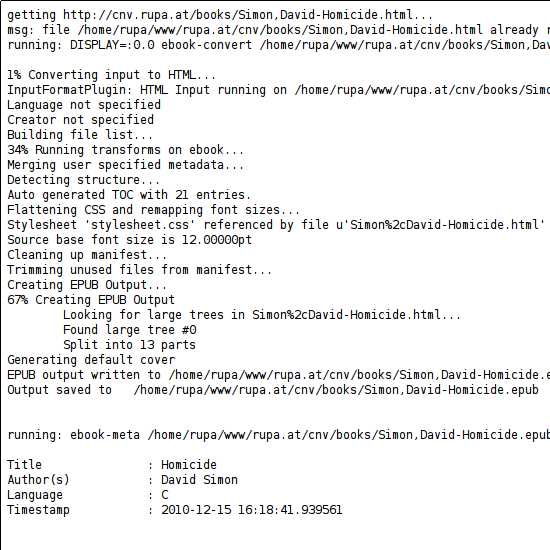 getting http://cnv.rupa.at/books/Simon,David-Homicide.html...
msg: file /home/rupa/www/rupa.at/cnv/books/Simon,David-Homicide.html already
running: DISPLAY=:0.0 ebook-convert /home/rupa/www/rupa.at/cnv/books/Simon,
1% Converting input to HTML...
InputFormatPlugin: HTML Input running on /home/rupa/www/rupa.at/cnv/books/
Language not specified
Creator not specified
Building file list...
34% Running transforms on ebook...
Merging user specified metadata...
Detecting structure...
Auto generated TOC with 21 entries.
Flattening CSS and remapping font sizes...
Stylesheet 'stylesheet.css' referenced by file u'Simon%2cDavid-Homicide.html'
Source base font size is 12.00000pt
Cleaning up manifest...
Trimming unused files from manifest...
Creating EPUB Output...
67% Creating EPUB Output
Looking for large trees in Simon%2cDavid-Homicide.html...
Found large tree #0
Split into 13 parts
Generating default cover
EPUB output written to /home/rupa/www/rupa.at/cnv/books/Simon,David-Homicide.e
Output saved to /home/rupa/www/rupa.at/cnv/books/Simon,David-Homicide.epub
running: ebook-meta /home/rupa/www/rupa.at/cnv/books/Simon,David-Homicide.epub
Title : Homicide
Author(s) : David Simon
Language : C
Timestamp : 2010-12-15 16:18:41.939561